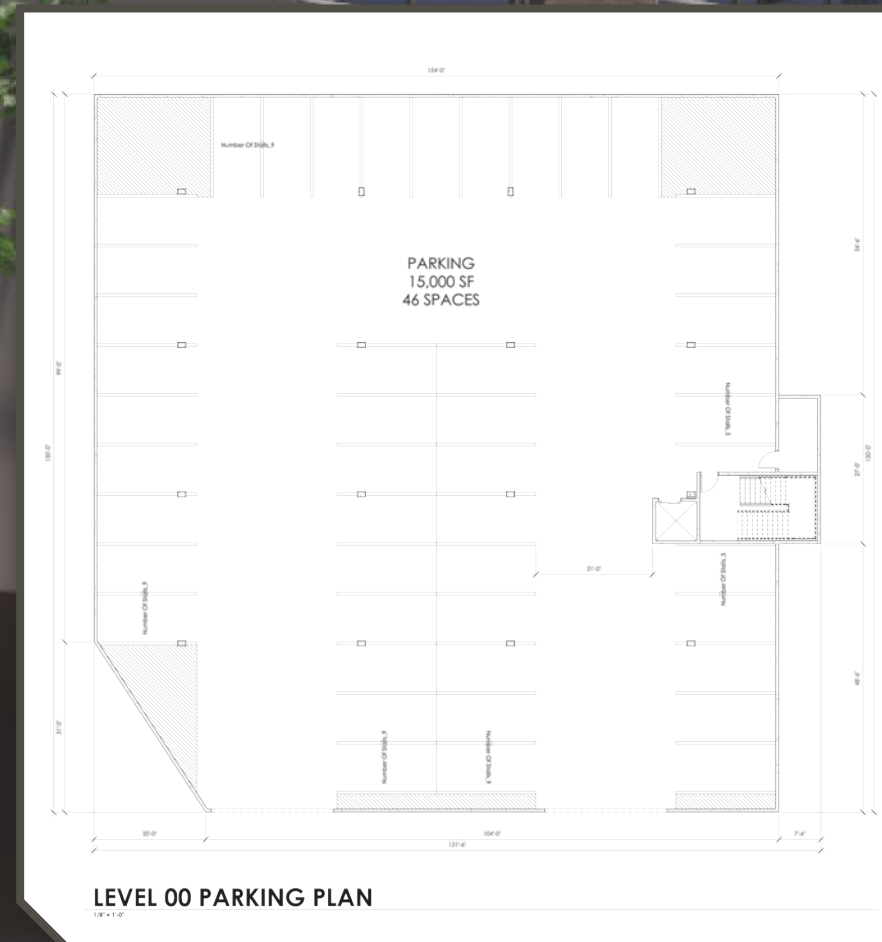 124'-0"
Number Of Stalls_9
PARKING
15,000 SF
46 SPACES
54'-6"
99'-0"
Number Of Stalls_5
130'-0"
27'-0"
130'-0"
21'-0"
Number Of Stalls_9
Number Of Stalls_5
48'-6"
31'-0"
Number Of Stalls_9
Number Of Stalls_9
20'-0"
104'-0"
7'-6"
131'-6"
LEVEL 00 PARKING PLAN
1/8" = 1'-0"